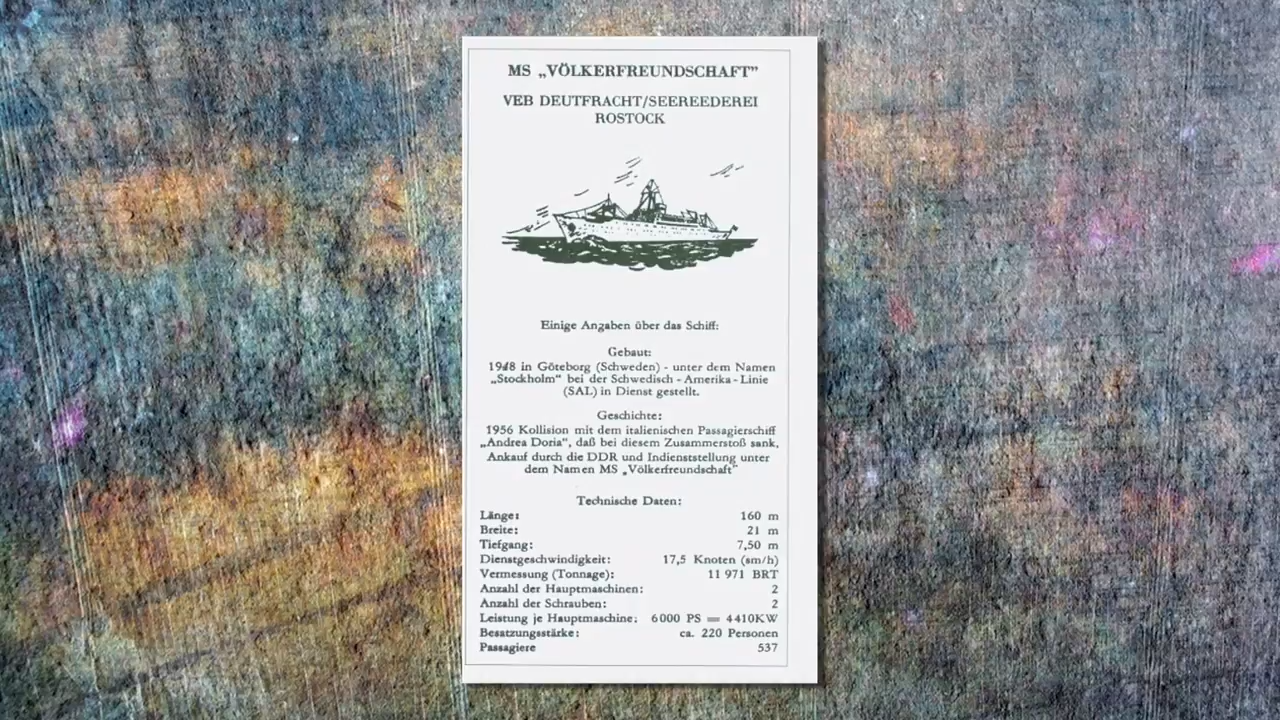 MS „VÖLKERFREUNDSCHAFT”
VEB DEUTFRACHT/SEEREEDEREI
ROSTOCK
Einige Angaben über das Schiff:
Gebaut:
1948 in Göteborg (Schweden) - unter dem Namen
„Stockholm“ bei der Schwedisch - Amerika - Linie
(SAL) in Dienst gestellt.
Geschichte:
1956 Kollision mit dem italienischen Passagierschiff
„Andrea Doria“, daß bei diesem Zusammenstoß sank.
Ankauf durch die DDR und Indienststellung unter
dem Namen MS „Völkerfreundschaft”
Technische Daten:
Länge: 160 m
Breite: 21 m
Tiefgang: 7,50 m
Dienstgeschwindigkeit: 17,5 Knoten (sm/h)
Vermessung (Tonnage): 11 971 BRT
Anzahl der Hauptmaschinen: 2
Anzahl der Schrauben: 2
Leistung je Hauptmaschine: 6000 PS = 4410KW
Besatzungsstärke: ca. 220 Personen
Passagiere 537